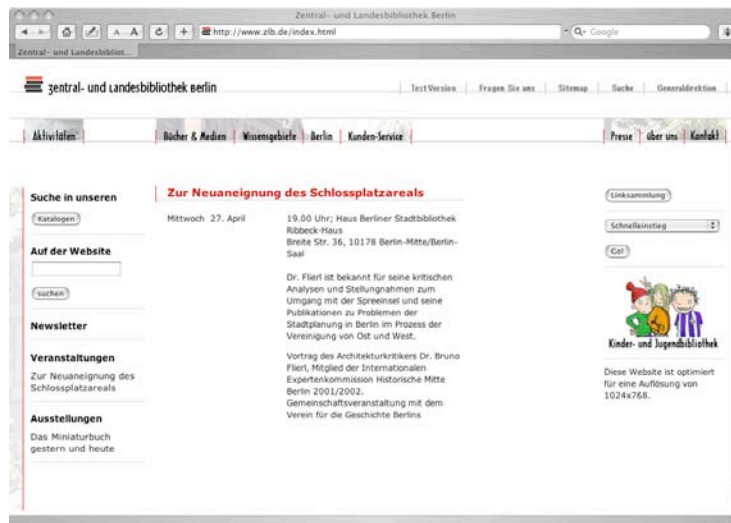 Zentral- und Landesbibliothek Berlin
A A
http://www.zlb.de/index.html
Google
Zentral- und Landesbibliot...
Zentral- und Landesbibliothek Berlin
TextVersion Fragen Sie uns Sitemap Suche Generaldirektion
Aktivitäten Bücher & Medien Wissensgebiete Berlin Kunden-Service Presse über uns Kontakt
Suche in unseren
Katalogen
Auf der Website
suchen
Newsletter
Veranstaltungen
Zur Neuaneignung des
Schlossplatzareals
Ausstellungen
Das Miniaturbuch
gestern und heute
Zur Neuaneignung des Schlossplatzareals
Mittwoch 27. April
19.00 Uhr; Haus Berliner Stadtbibliothek
Ribbeck-Haus
Breite Str. 36, 10178 Berlin-Mitte/Berlin-
Saal
Dr. Flierl ist bekannt für seine kritischen
Analysen und Stellungnahmen zum
Umgang mit der Spreeinsel und seine
Publikationen zu Problemen der
Stadtplanung in Berlin im Prozess der
Vereinigung von Ost und West.
Vortrag des Architekturkritikers Dr. Bruno
Flierl, Mitglied der Internationalen
Expertenkommission Historische Mitte
Berlin 2001/2002.
Gemeinschaftsveranstaltung mit dem
Verein für die Geschichte Berlins
Linksammlung
Schnelleinstieg
Go!
Kinder- und Jugendbibliothek
Diese Website ist optimiert
für eine Auflösung von
1024x768.